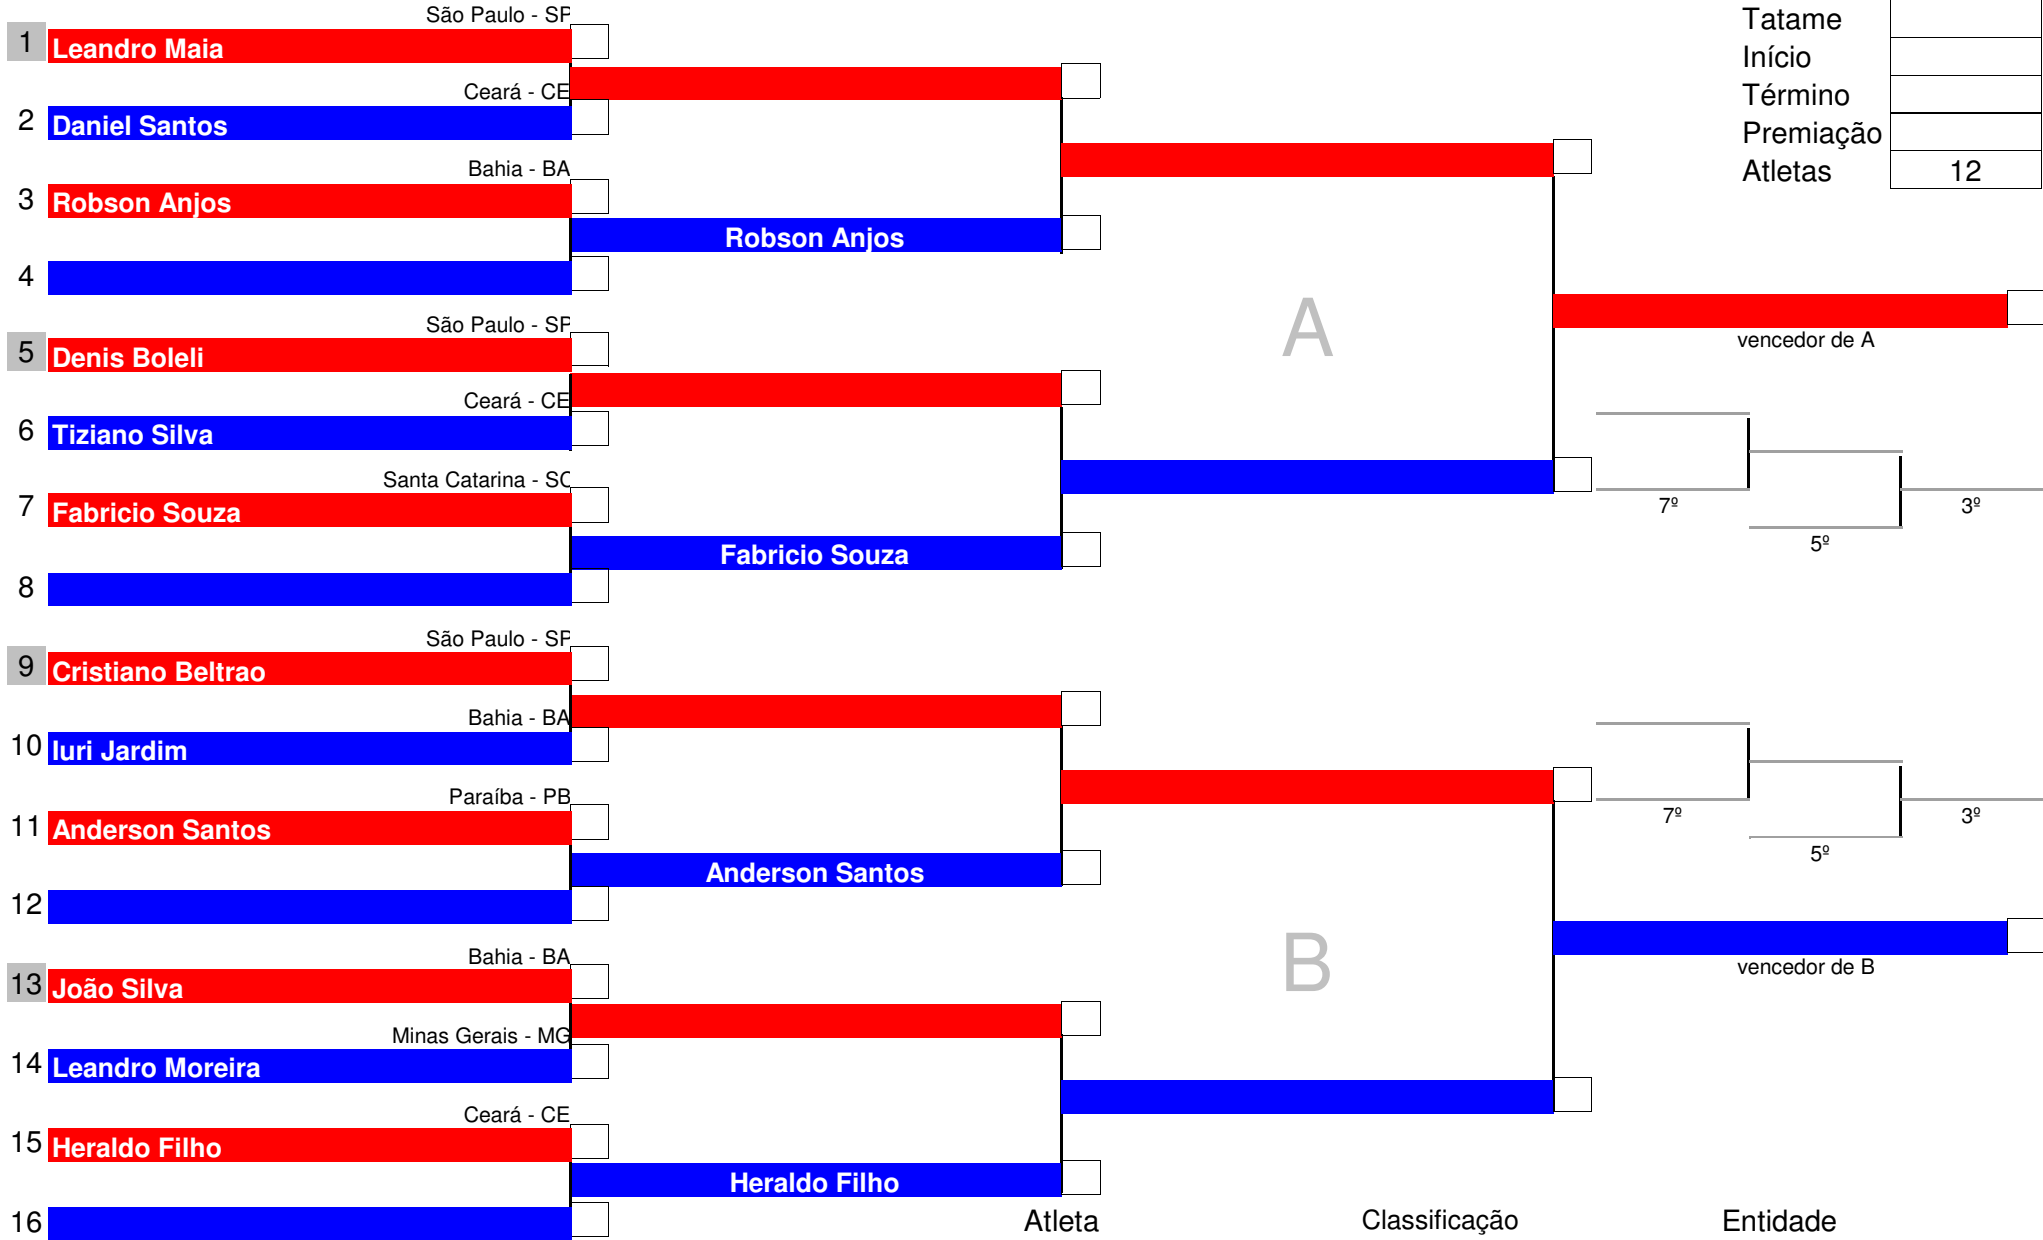 São Paulo - SP
1 Leandro Maia
Ceará - CE
2 Daniel Santos
Bahia - BA
3 Robson Anjos
Robson Anjos
4
São Paulo - SP
5 Denis Boleli
Ceará - CE
6 Tiziano Silva
Santa Catarina - SC
7 Fabricio Souza
Fabricio Souza
8
São Paulo - SP
9 Cristiano Beltrao
Bahia - BA
10 Iuri Jardim
Paraíba - PB
11 Anderson Santos
Anderson Santos
12
Bahia - BA
13 João Silva
Minas Gerais - MG
14 Leandro Moreira
Ceará - CE
15 Heraldo Filho
Heraldo Filho
16
A
B
Tatame
Início
Término
Premiação
Atletas 12
vencedor de A
7º
3º
5º
7º
3º
5º
vencedor de B
Atleta Classificação Entidade